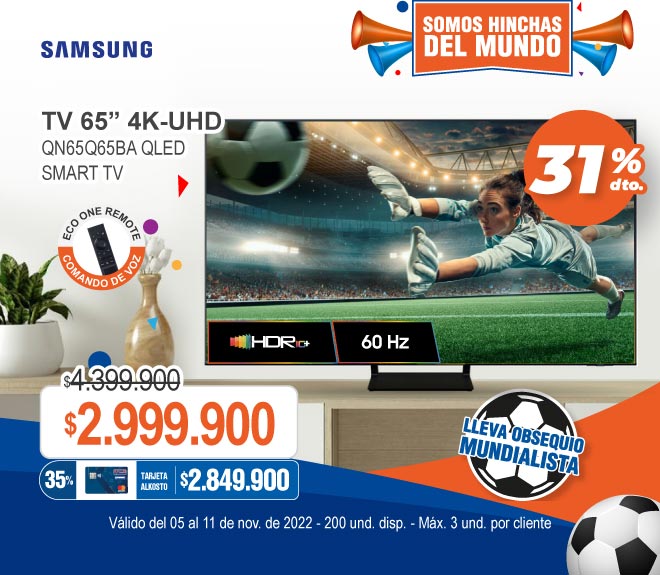 SOMOS HINCHAS
DEL MUNDO
SAMSUNG
TV 65” 4K-UHD
QN65Q65BA QLED
SMART TV
31%
dto.
ECO ONE REMOTE
COMANDO DE VOZ
HDR10+
60 Hz
$4.399.900
$2.999.900
LLEVA OBSEQUIO
MUNDIALISTA
35%
TARJETA
ALKOSTO
$2.849.900
Válido del 05 al 11 de nov. de 2022 - 200 und. disp. - Máx. 3 und. por cliente